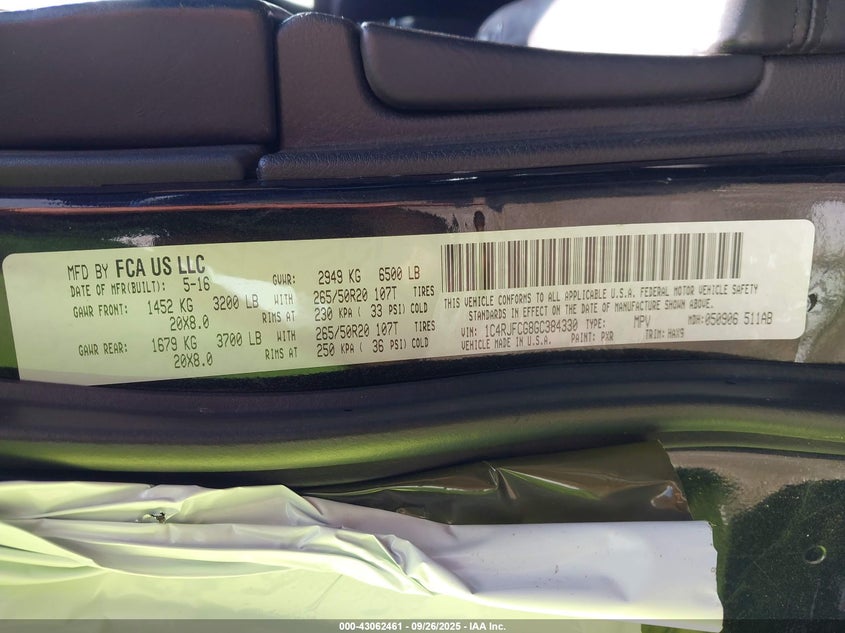 MFD BY FCA US LLC
DATE OF MFR(BUILT): 5-16 GVWR: 2949 KG 6500 LB
GAWR FRONT: 1452 KG 3200 LB WITH 265/50R20 107T TIRES
20X8.0 RIMS AT 230 KPA ( 33 PSI) COLD
GAWR REAR: 1679 KG 3700 LB WITH 265/50R20 107T TIRES
20X8.0 RIMS AT 250 KPA ( 36 PSI) COLD
THIS VEHICLE CONFORMS TO ALL APPLICABLE U.S.A. FEDERAL MOTOR VEHICLE SAFETY
STANDARDS IN EFFECT ON THE DATE OF MANUFACTURE SHOWN ABOVE.
VIN: 1C4RJFCG8GC384330 TYPE: MPV MDH: 050906 511AB
VEHICLE MADE IN U.S.A. PAINT: PXR TRIM: HAX9
000-43062461 - 09/26/2025 - IAA Inc.